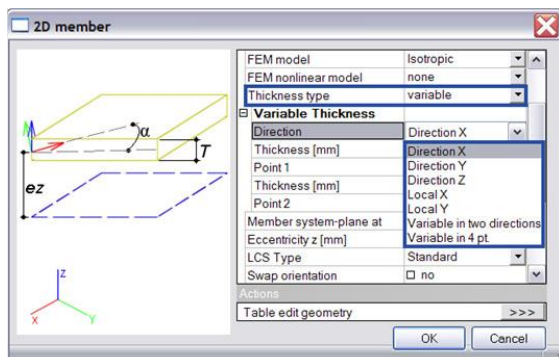 2D member
FEM model Isotropic
FEM nonlinear model none
Thickness type variable
Variable Thickness
Direction Direction X
Thickness [mm] Direction X
Point 1 Direction Y
Thickness [mm] Direction Z
Point 2 Local X
Local Y
Member system-plane at Variable in two directions
Eccentricity z [mm] Variable in 4 pt.
LCS Type Standard
Swap orientation no
Actions
Table edit geometry >>>
OK Cancel
α
T
ez
z
x
y